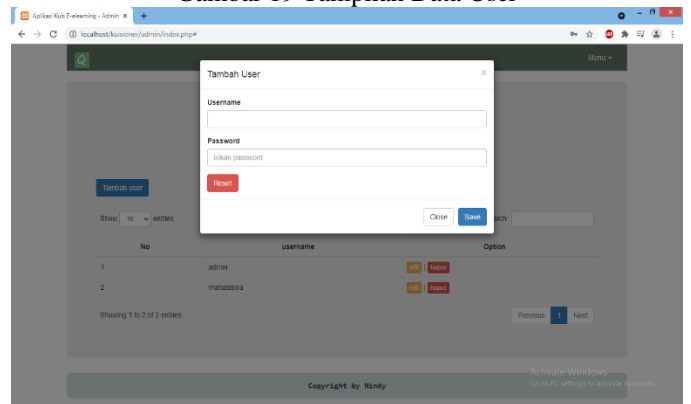 Gambar 19 Tampilan Data User
Aplikasi Kuis E-elearning - Admin
localhost/kuisioner/admin/index.php#
Q
Menu
Tambah User
Username
Password
isikan password
Reset
Close Save
Tambah user
Show 10 entries
arch:
No username Option
1 admin edit | hapus
2 mahasiswa edit | hapus
Showing 1 to 2 of 2 entries
Previous 1 Next
Activate Windows
Go to PC settings to activate Windows.
Copyright by Nindy